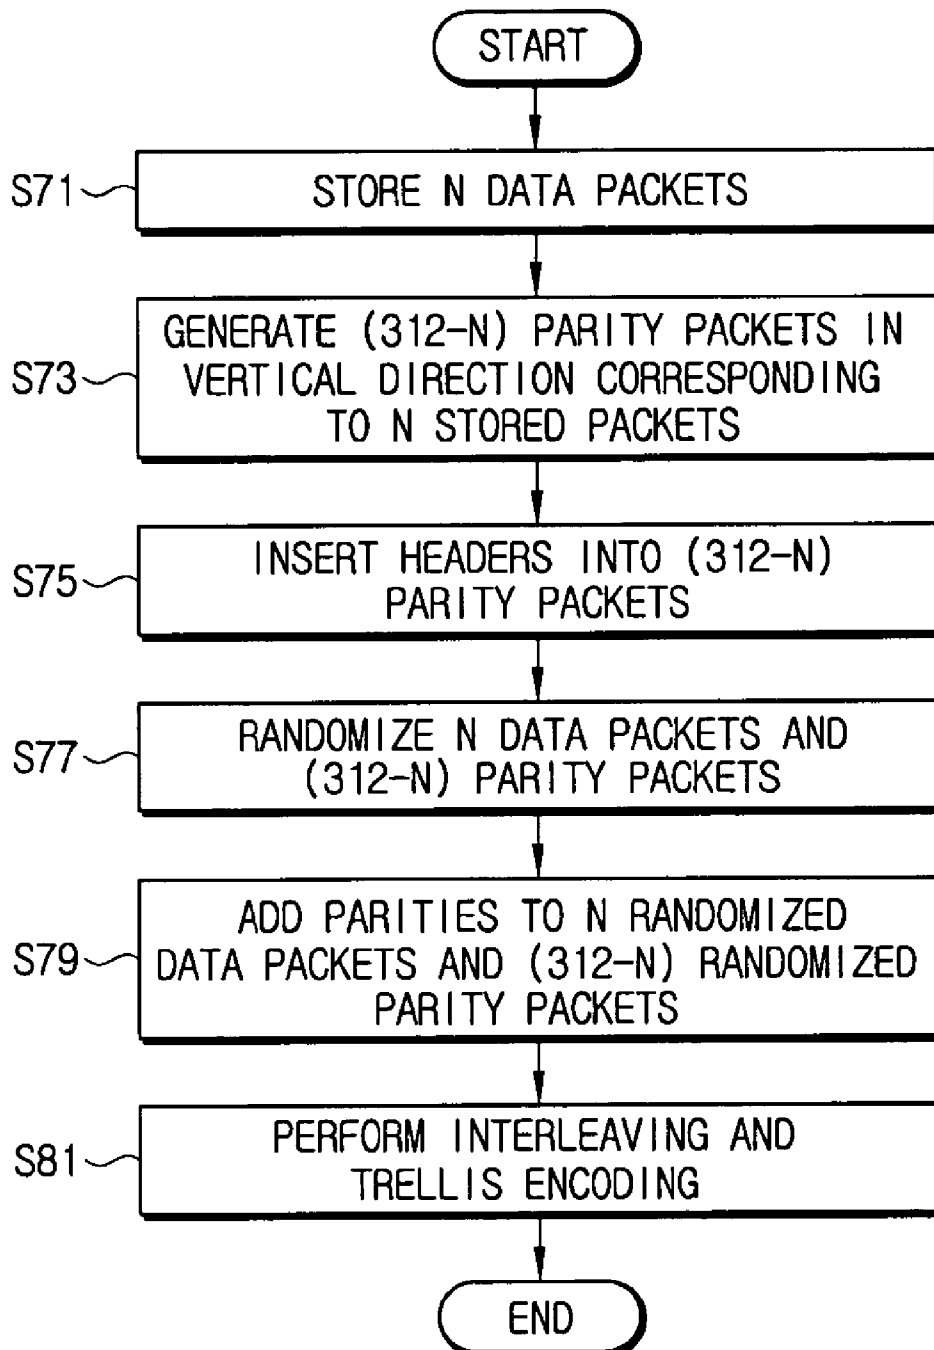 START
S71
STORE N DATA PACKETS
S73
GENERATE (312-N) PARITY PACKETS IN
VERTICAL DIRECTION CORRESPONDING
TO N STORED PACKETS
S75
INSERT HEADERS INTO (312-N)
PARITY PACKETS
S77
RANDOMIZE N DATA PACKETS AND
(312-N) PARITY PACKETS
S79
ADD PARITIES TO N RANDOMIZED
DATA PACKETS AND (312-N) RANDOMIZED
PARITY PACKETS
S81
PERFORM INTERLEAVING AND
TRELLIS ENCODING
END